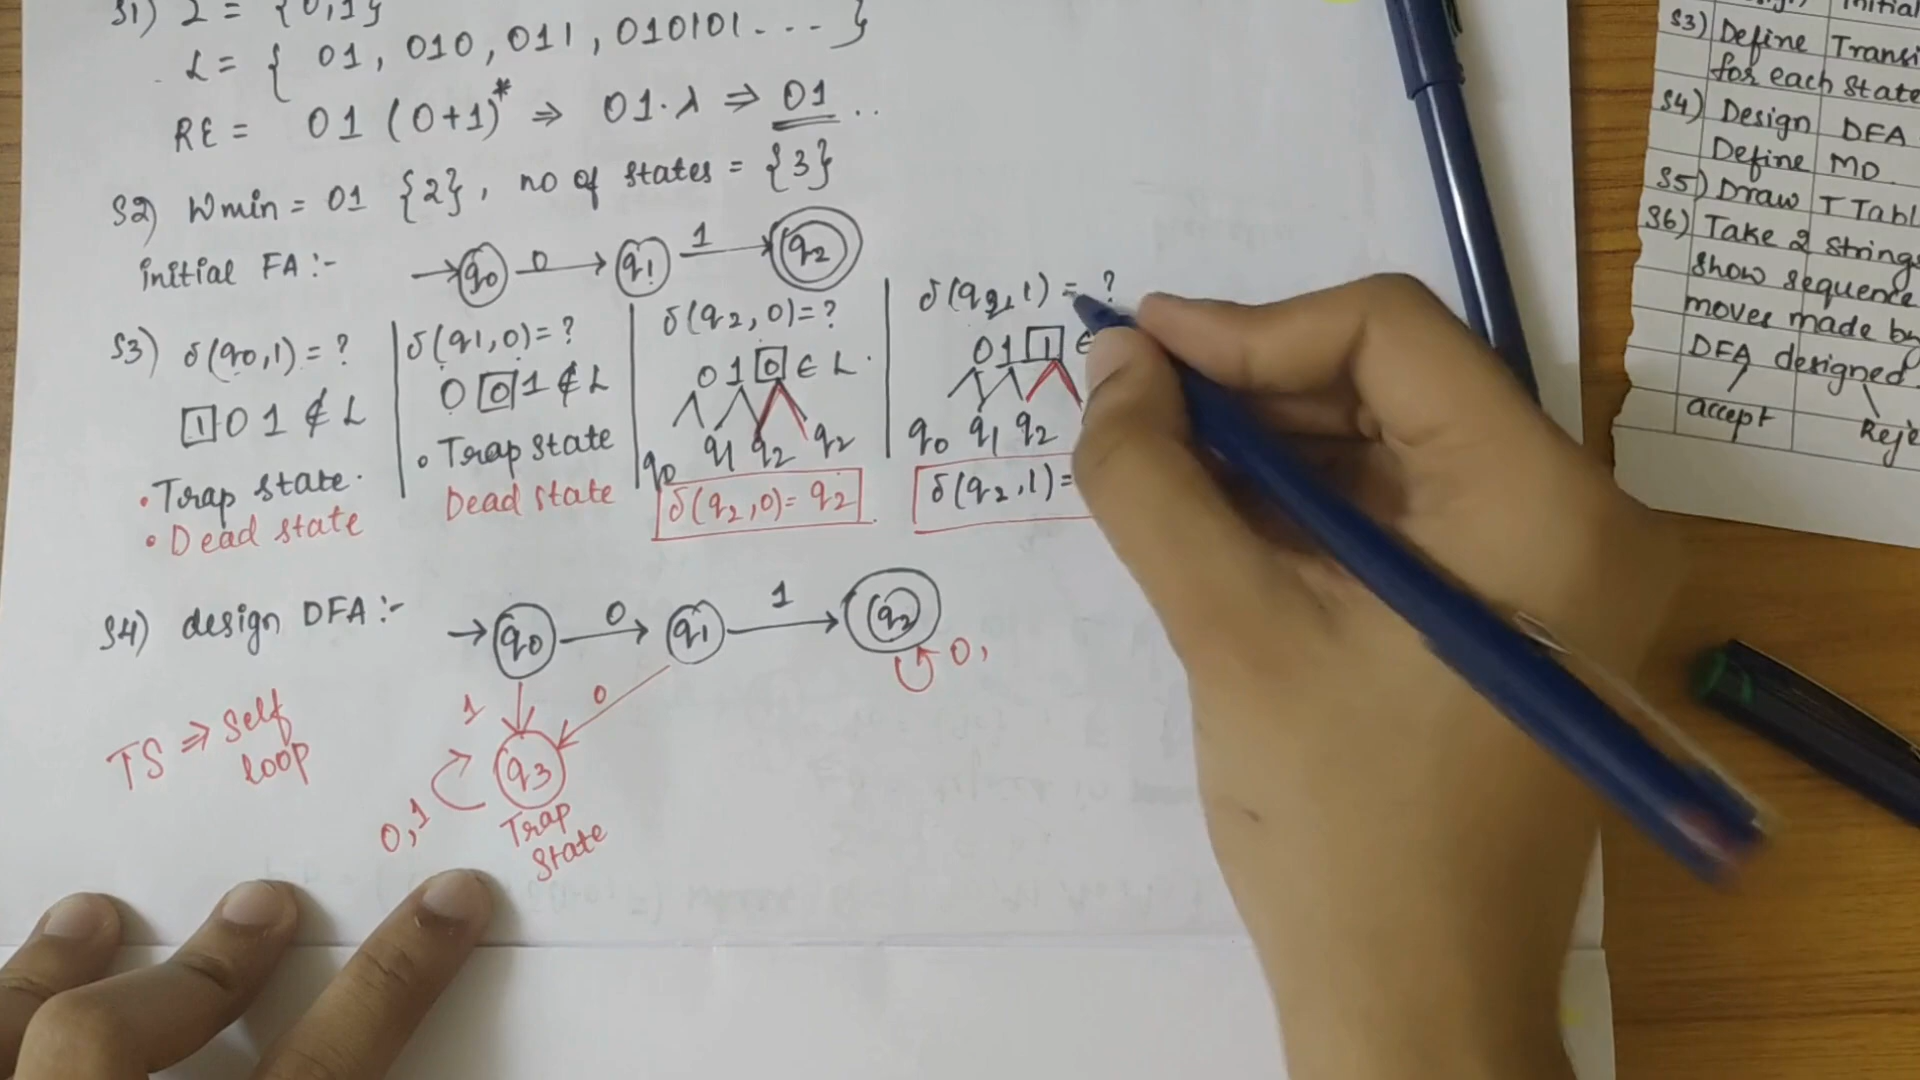 S1) Σ = {0,1}
L = { 01, 010, 011, 010101 . . . }
RE = 01 (0+1)* ⇒ 01.λ ⇒ 01 ..
S2) Wmin = 01 {2}, no of states = {3}
initial FA :- → q0 0 → q1 1 → q2
S3) δ(q0,1) = ?
1 0 1 ∉ L
• Trap state.
• Dead state
δ(q1,0) = ?
0 0 1 ∉ L
• Trap state
Dead state
δ(q2,0) = ?
0 1 0 ∈ L.
q0 q1 q2 q2
δ(q2,0) = q2
δ(q2,1) = ?
0 1 1 ∈
q0 q1 q2
δ(q2,1) =
S4) design DFA :- → q0 0 → q1 1 → q2
0,
1 0
TS ⇒ Self
loop
q3
0,1
Trap
State
initial
S3) Define Transi
for each State
S4) Design DFA
Define MD
S5) Draw T Tabl
S6) Take 2 strings
show sequence
moves made by
DFA designed
accept Reje